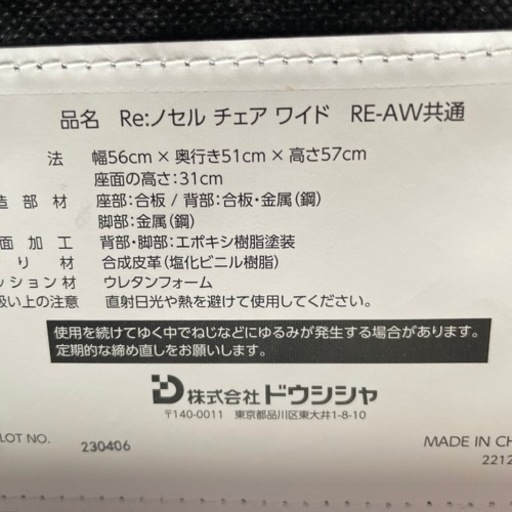 品名 Re:ノセル チェア ワイド RE-AW共通
法 幅56cm×奥行き51cm×高さ57cm
座面の高さ:31cm
造部材 座部:合板 / 背部:合板・金属(鋼)
脚部:金属(鋼)
面加工 背部・脚部:エポキシ樹脂塗装
り材 合成皮革(塩化ビニル樹脂)
ッション材 ウレタンフォーム
扱い上の注意 直射日光や熱を避けて使用してください。
使用を続けてゆく中でねじなどにゆるみが発生する場合があります。
定期的な締め直しをお願いします。
株式会社ドウシシャ
〒140-0011 東京都品川区東大井1-8-10
LOT NO. 230406 MADE IN CH
2212